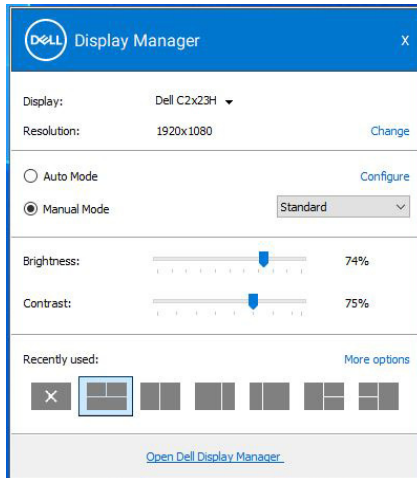 DELL Display Manager X
Display: Dell C2x23H
Resolution: 1920x1080 Change
Auto Mode Configure
Manual Mode Standard
Brightness: 74%
Contrast: 75%
Recently used: More options
Open Dell Display Manager